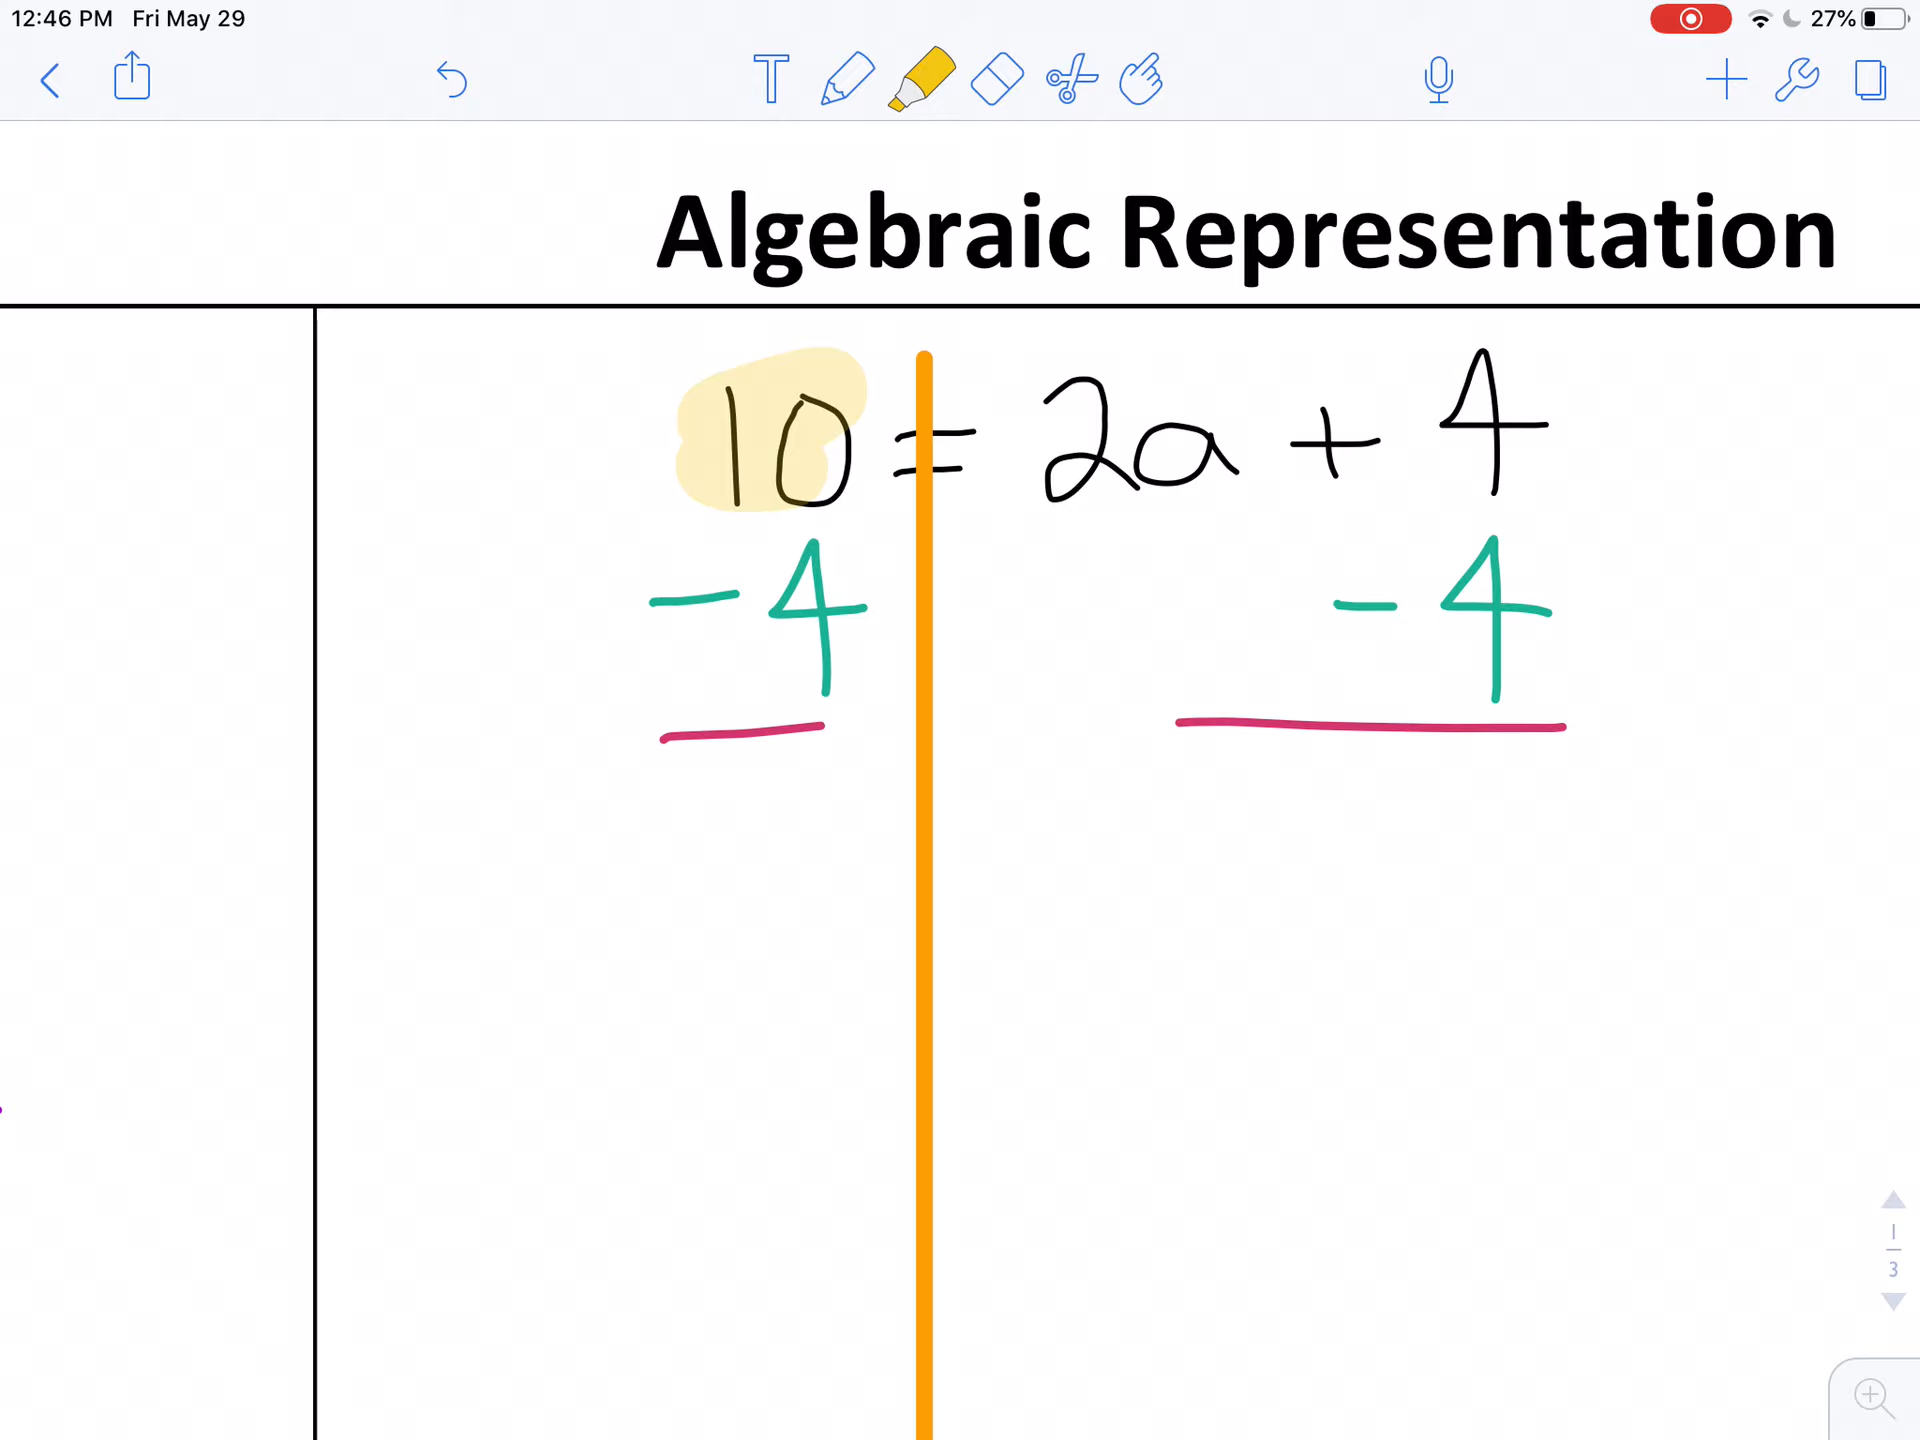 12:46 PM Fri May 29 27%
Algebraic Representation
10 = 2a + 4
- 4 - 4
1
3